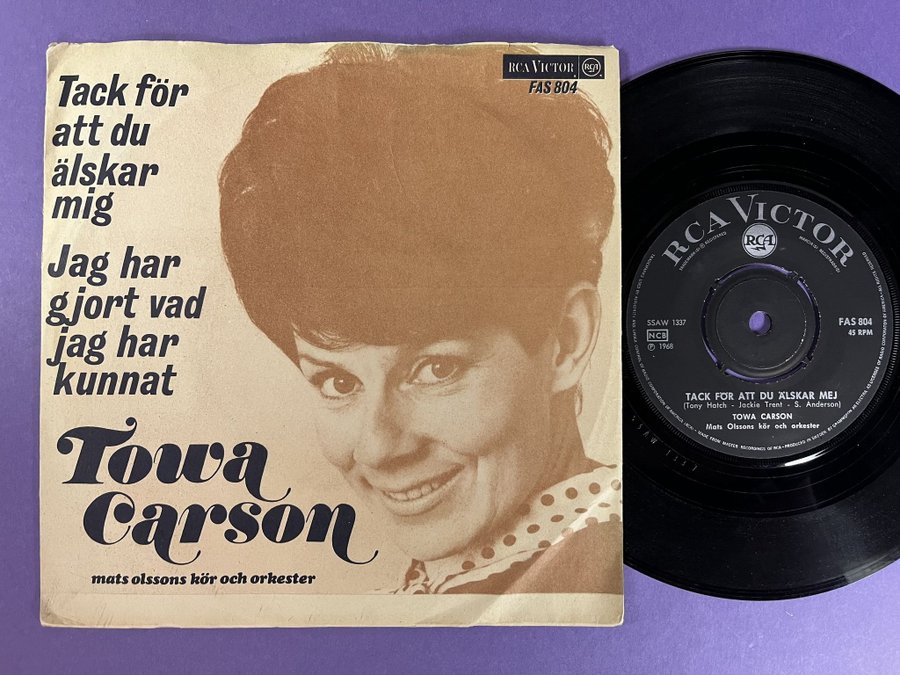 Tack för
att du
älskar
mig
Jag har
gjort vad
jag har
kunnat
Towa
Carson
mats olssons kör och orkester
RCA VICTOR RCA
FAS 804
RCA VICTOR
RCA
SSAW 1337
NCB
℗ 1968
FAS 804
45 RPM
TACK FÖR ATT DU ÄLSKAR MEJ
(Tony Hatch - Jackie Trent - S. Anderson)
TOWA CARSON
Mats Olssons kör och orkester